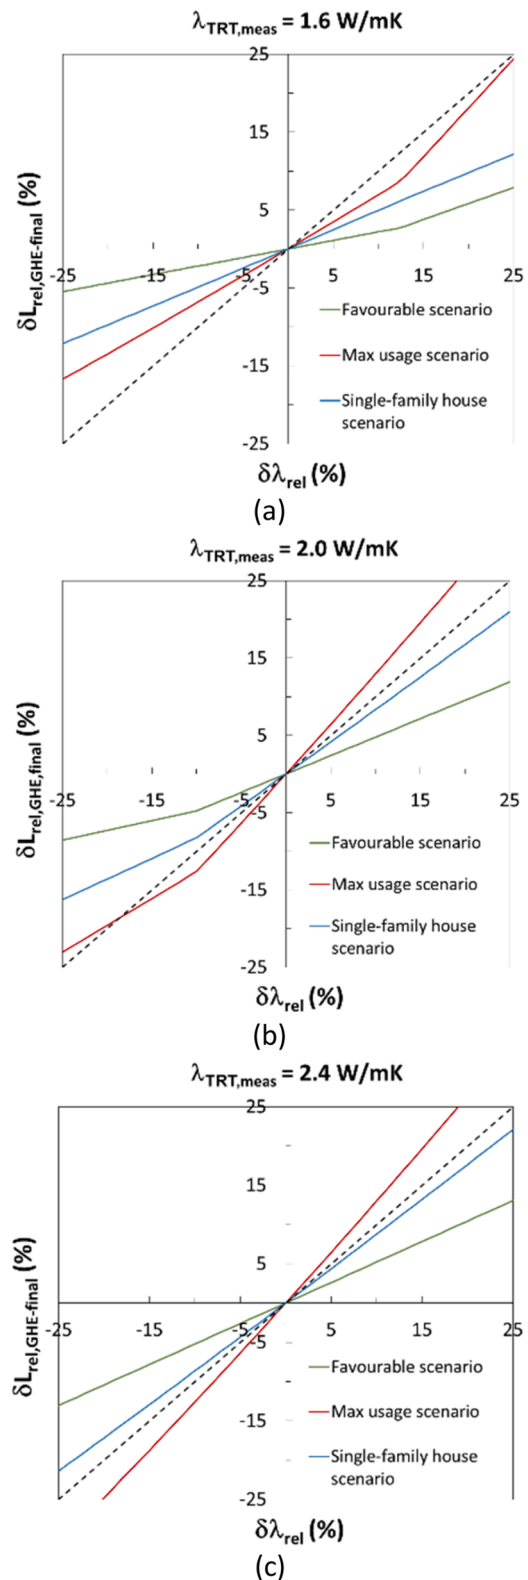 λTRT,meas = 1.6 W/mK
25
15
5
-25
-15
-5
5
15
25
-5
-15
-25
δLrel,GHE-final (%)
Favourable scenario
Max usage scenario
Single-family house
scenario
δλrel (%)
(a)
λTRT,meas = 2.0 W/mK
25
15
5
-25
-15
-5
5
15
25
-5
-15
-25
δLrel,GHE,final (%)
Favourable scenario
Max usage scenario
Single-family house
scenario
δλrel (%)
(b)
λTRT,meas = 2.4 W/mK
25
15
5
-25
-15
-5
5
15
25
-5
-15
-25
δLrel,GHE-final (%)
Favourable scenario
Max usage scenario
Single-family house
scenario
δλrel (%)
(c)